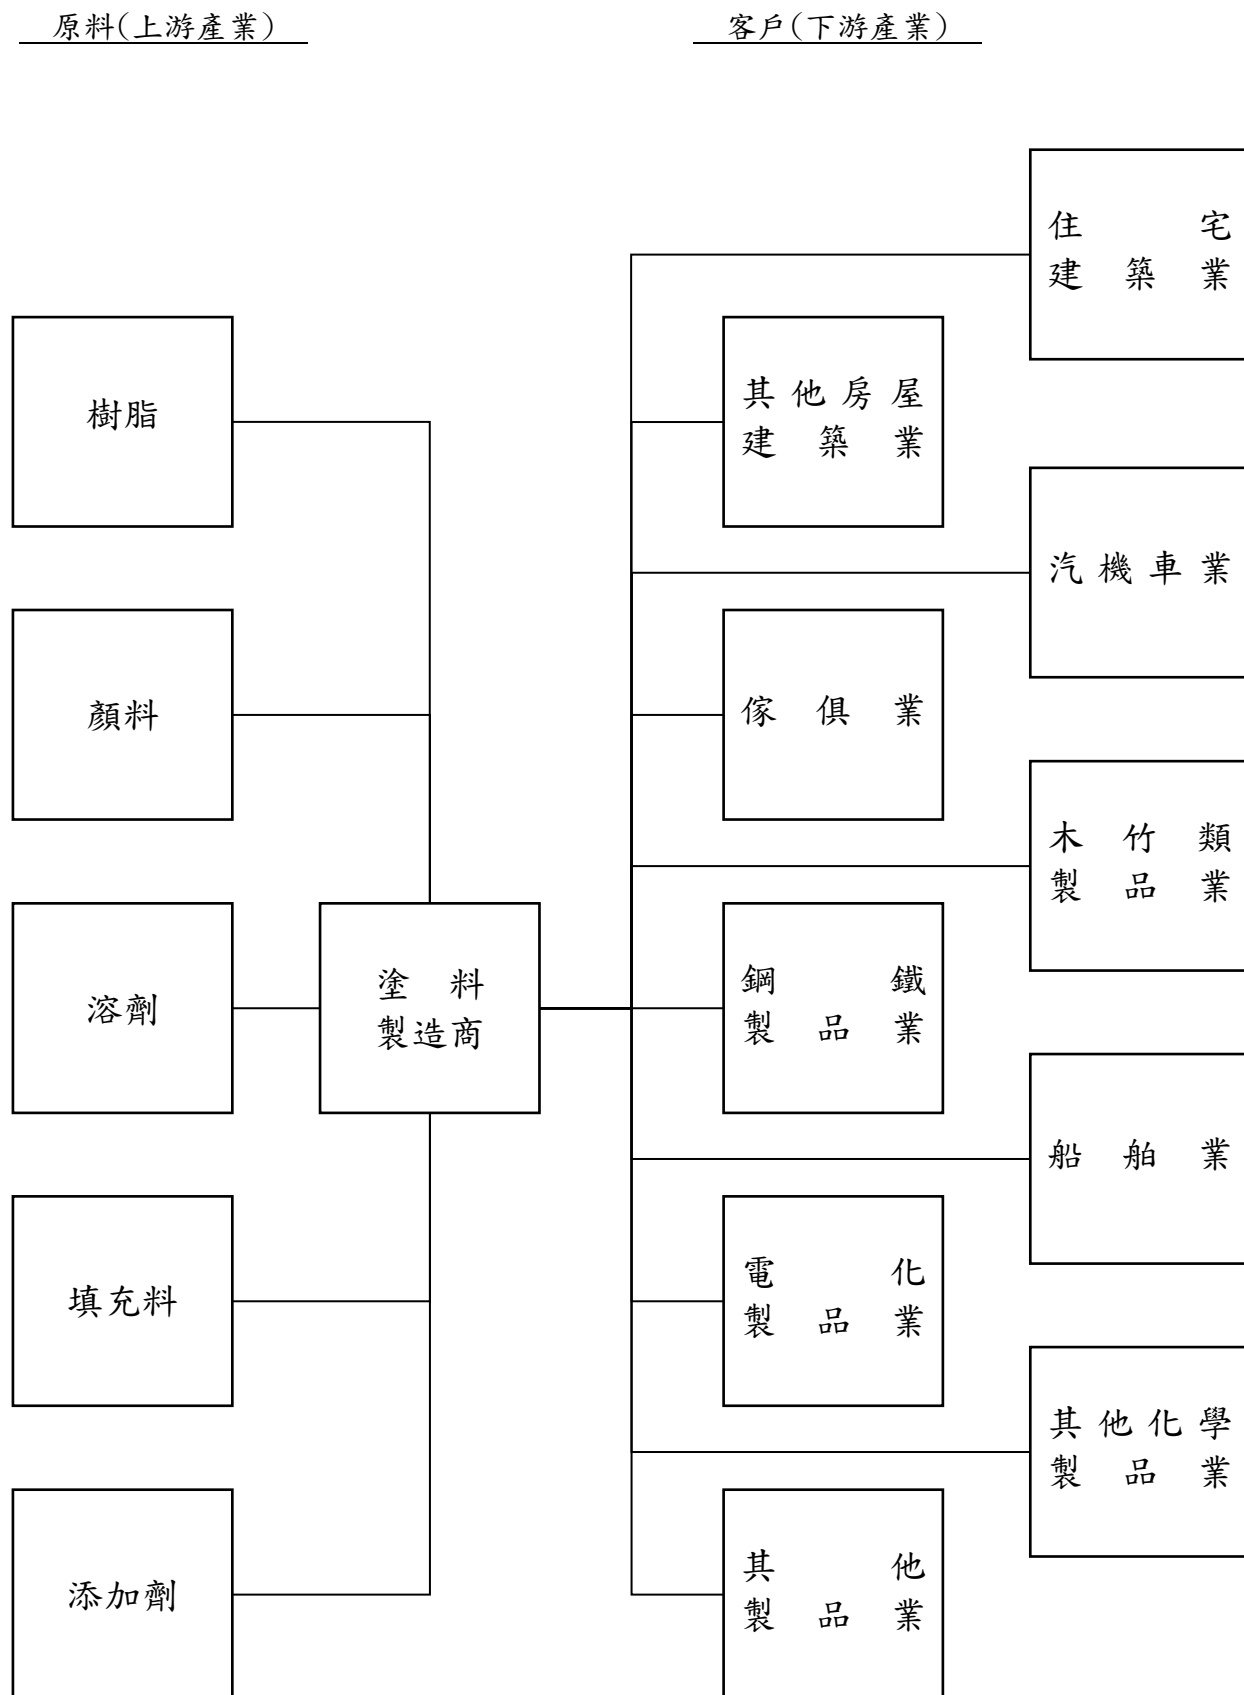 原料(上游產業)
客戶(下游產業)
住宅
建築業
其他房屋
建築業
樹脂
汽機車業
顏料
傢俱業
木竹類
製品業
溶劑
塗料
製造商
鋼鐵
製品業
船舶業
填充料
電化
製品業
其他化學
製品業
添加劑
其他
製品業